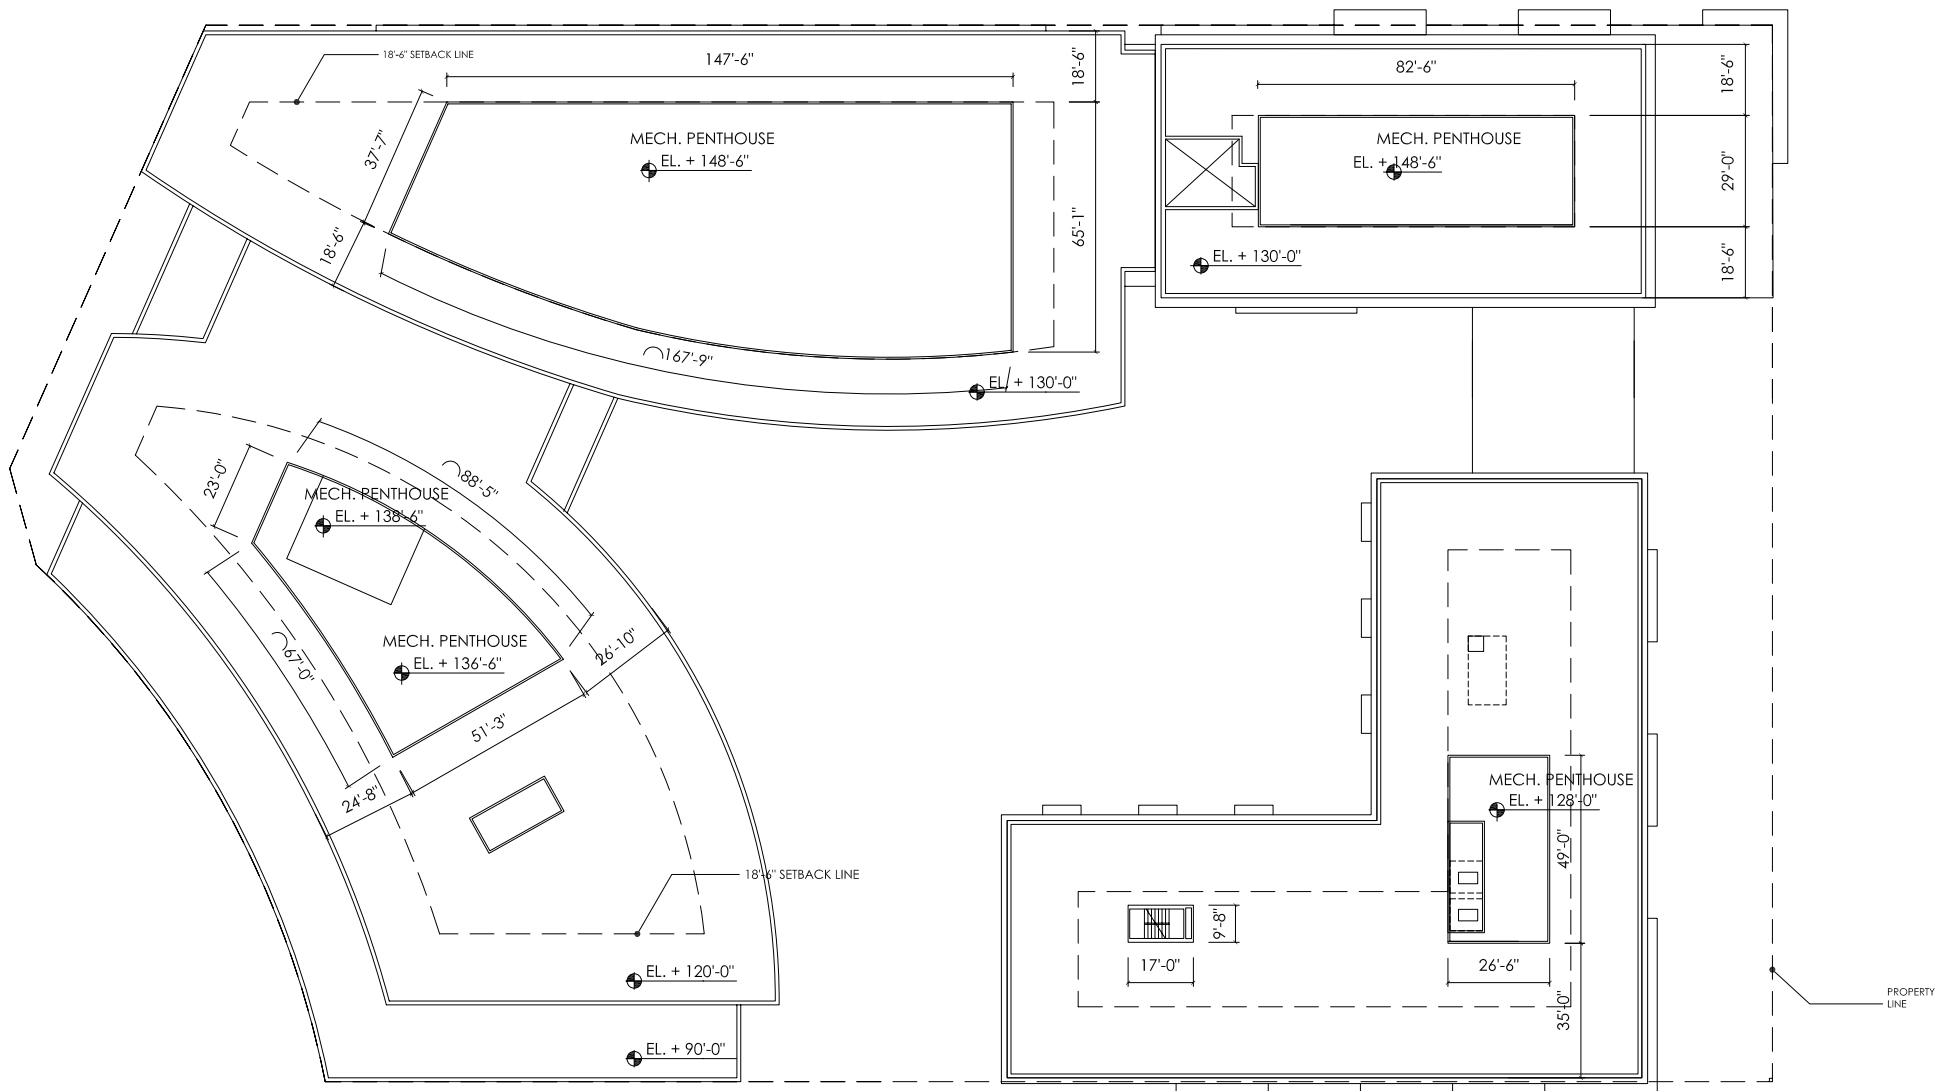 18'-6" SETBACK LINE
147'-6"
18'-6"
82'-6"
18'-6"
37'-7"
MECH. PENTHOUSE
EL. + 148'-6"
MECH. PENTHOUSE
EL. + 148'-6"
29'-0"
18'-6"
65'-1"
EL. + 130'-0"
18'-6"
167'-9"
EL. + 130'-0"
23'-0"
88'-5"
MECH. PENTHOUSE
EL. + 138'-6"
MECH. PENTHOUSE
EL. + 136'-6"
67'-0"
26'-10"
51'-3"
24'-8"
MECH. PENTHOUSE
EL. + 128'-0"
49'-0"
18'-6" SETBACK LINE
9'-8"
17'-0"
26'-6"
35'-0"
EL. + 120'-0"
EL. + 90'-0"
PROPERTY
LINE